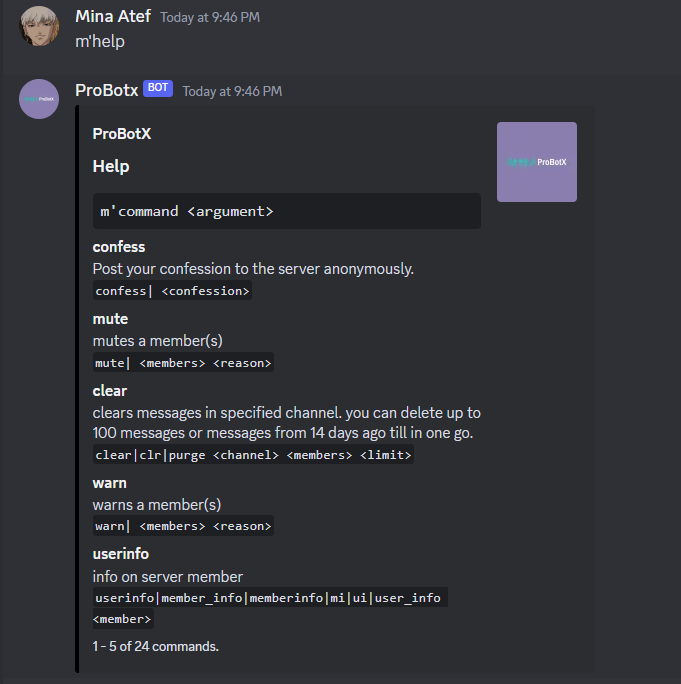 Mina Atef Today at 9:46 PM
m'help
ProBotx BOT Today at 9:46 PM
ProBotX
ProBotX
Help
ProBotX
m'command <argument>
confess
Post your confession to the server anonymously.
confess| <confession>
mute
mutes a member(s)
mute| <members> <reason>
clear
clears messages in specified channel. you can delete up to
100 messages or messages from 14 days ago till in one go.
clear|clr|purge <channel> <members> <limit>
warn
warns a member(s)
warn| <members> <reason>
userinfo
info on server member
userinfo|member_info|memberinfo|mi|ui|user_info
<member>
1 - 5 of 24 commands.